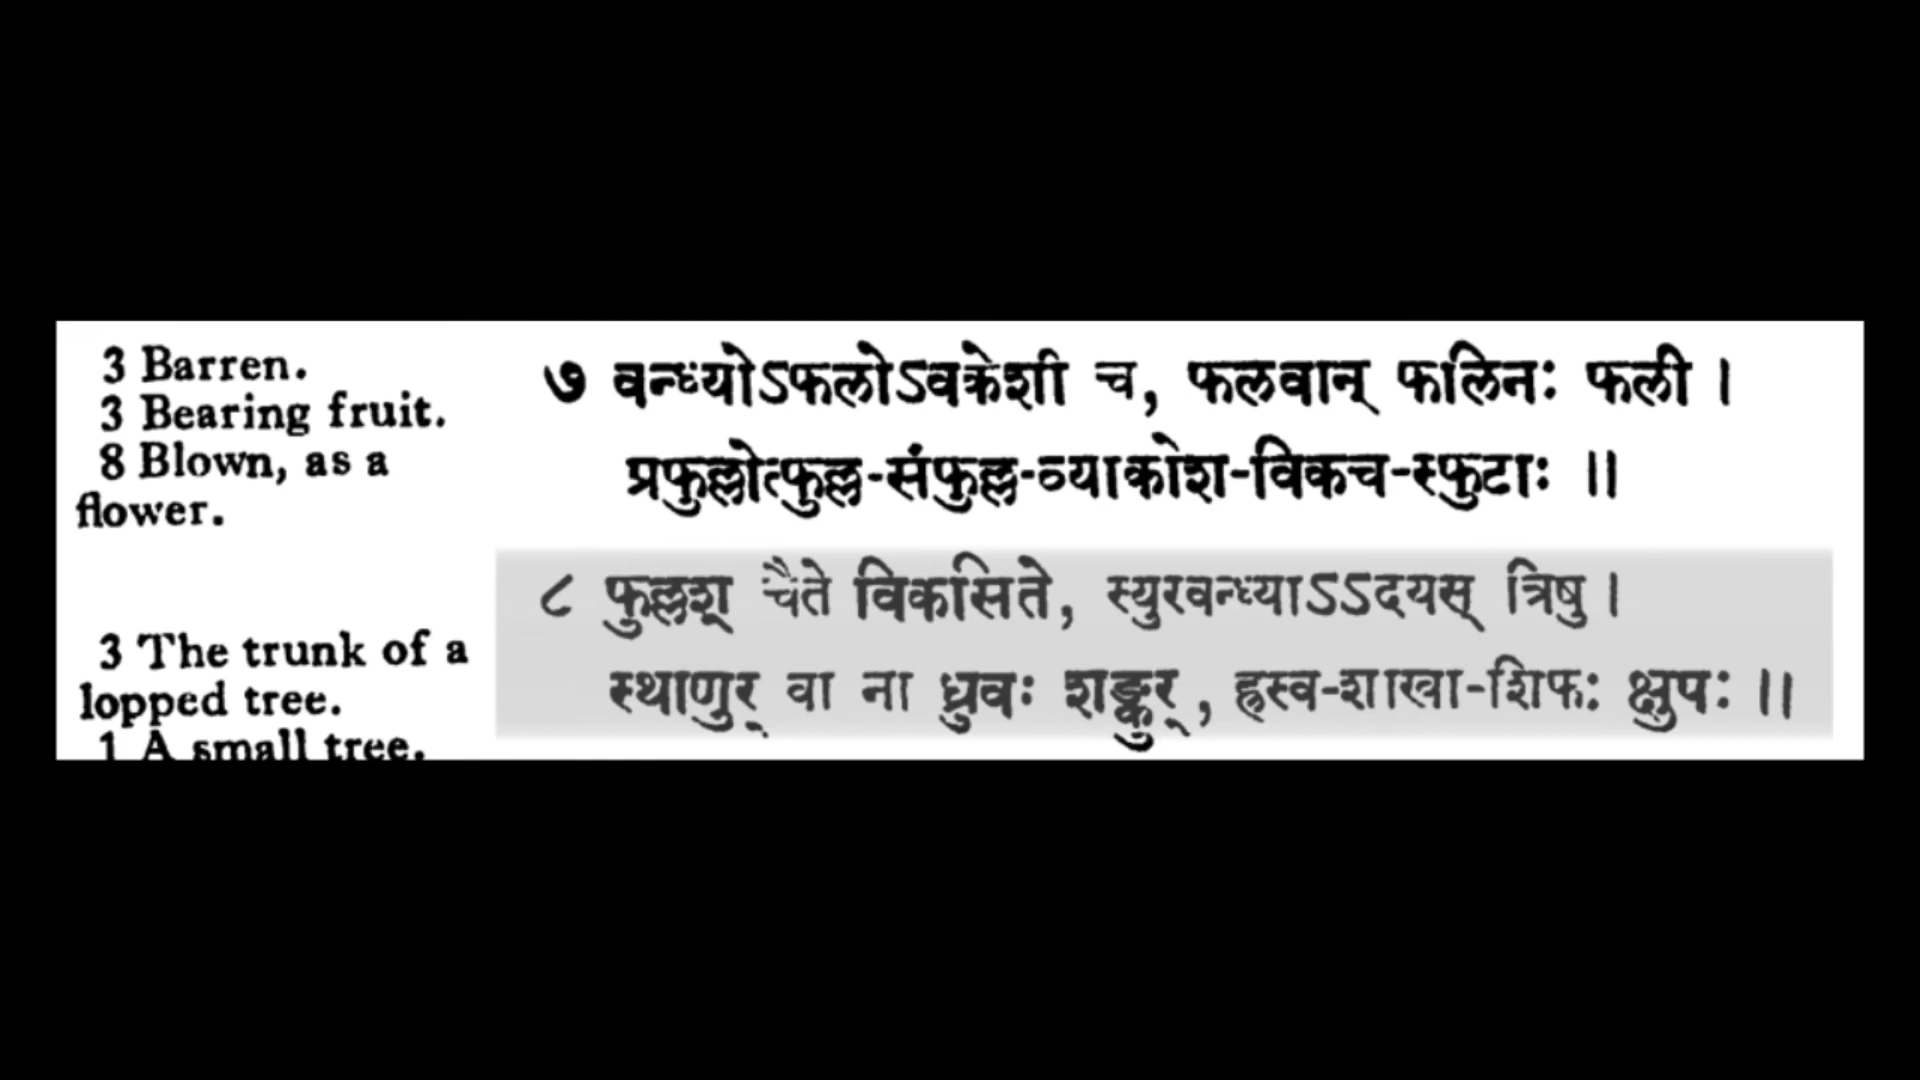 3 Barren.
3 Bearing fruit.
8 Blown, as a
flower.
3 The trunk of a
lopped tree.
1 A small tree.
७ वन्ध्योऽफलोऽवकेशी च, फलवान् फलिनः फली ।
प्रफुल्लोत्फुल्ल-संफुल्ल-व्याकोश-विकच-स्फुटाः ॥
८ फुल्लश् चैते विकसिते, स्युरवन्ध्याऽऽदयस् त्रिषु ।
स्थाणुर् वा ना ध्रुवः शङ्कुर्, ह्रस्व-शाखा-शिफः क्षुपः ॥